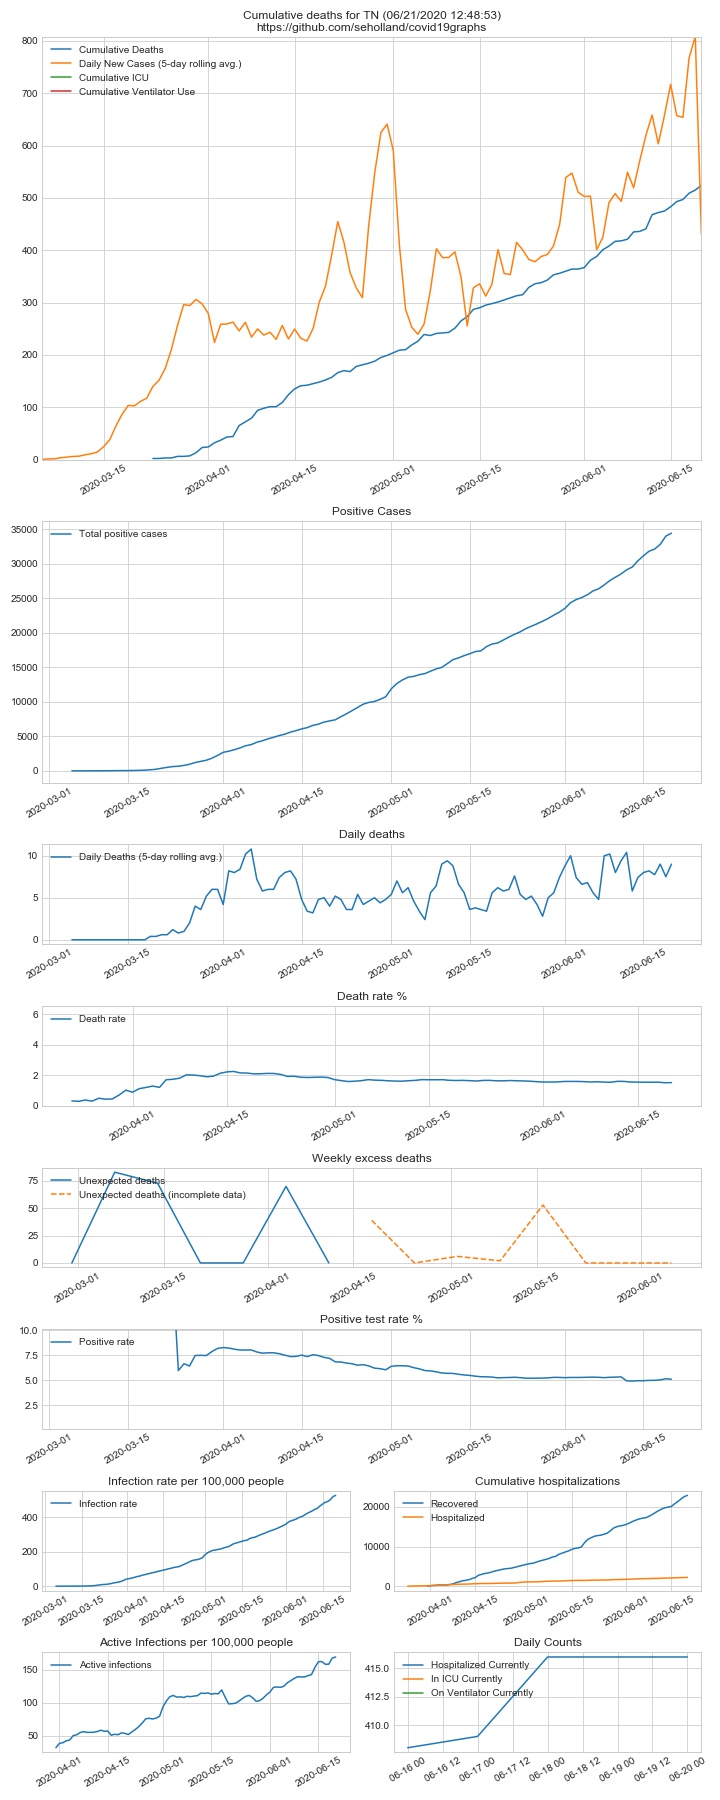 Cumulative deaths for TN (06/21/2020 12:48:53)
https://github.com/seholland/covid19graphs
Cumulative Deaths
Daily New Cases (5-day rolling avg.)
Cumulative ICU
Cumulative Ventilator Use
800
700
600
500
400
300
200
100
0
2020-03-15 2020-04-01 2020-04-15 2020-05-01 2020-05-15 2020-06-01 2020-06-15
Positive Cases
Total positive cases
35000
30000
25000
20000
15000
10000
5000
0
2020-03-01 2020-03-15 2020-04-01 2020-04-15 2020-05-01 2020-05-15 2020-06-01 2020-06-15
Daily deaths
Daily Deaths (5-day rolling avg.)
10
5
0
2020-03-01 2020-03-15 2020-04-01 2020-04-15 2020-05-01 2020-05-15 2020-06-01 2020-06-15
Death rate %
Death rate
6
4
2
0
2020-04-01 2020-04-15 2020-05-01 2020-05-15 2020-06-01 2020-06-15
Weekly excess deaths
Unexpected deaths
Unexpected deaths (incomplete data)
75
50
25
0
2020-03-01 2020-03-15 2020-04-01 2020-04-15 2020-05-01 2020-05-15 2020-06-01
Positive test rate %
Positive rate
10.0
7.5
5.0
2.5
2020-03-01 2020-03-15 2020-04-01 2020-04-15 2020-05-01 2020-05-15 2020-06-01 2020-06-15
Infection rate per 100,000 people
Infection rate
400
200
0
2020-03-01 2020-03-15 2020-04-01 2020-04-15 2020-05-01 2020-05-15 2020-06-01 2020-06-15
Cumulative hospitalizations
Recovered
Hospitalized
20000
10000
0
2020-04-01 2020-04-15 2020-05-01 2020-05-15 2020-06-01 2020-06-15
Active Infections per 100,000 people
Active infections
150
100
50
2020-04-01 2020-04-15 2020-05-01 2020-05-15 2020-06-01 2020-06-15
Daily Counts
Hospitalized Currently
In ICU Currently
On Ventilator Currently
415.0
412.5
410.0
06-16 00 06-16 12 06-17 00 06-17 12 06-18 00 06-18 12 06-19 00 06-19 12 06-20 00